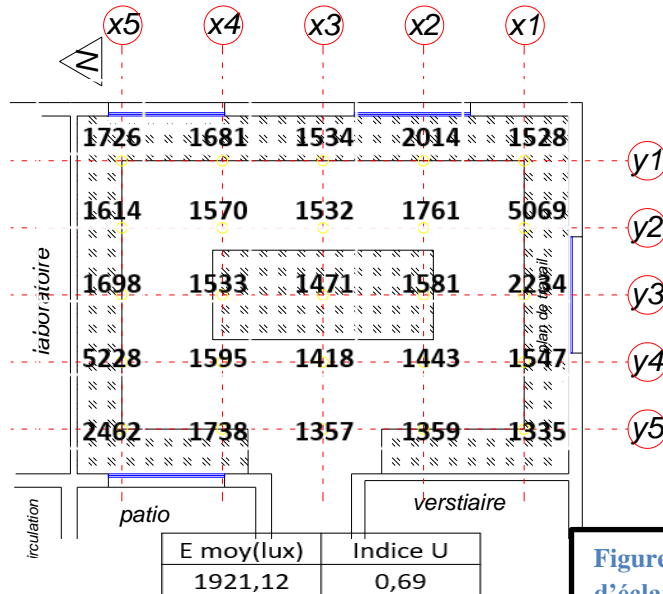 x5 x4 x3 x2 x1
N
1726 1681 1534 2014 1528
y1
1614 1570 1532 1761 5069
y2
1698 1533 1471 1581 2234
y3
laboratoire
plan de travail
5228 1595 1418 1443 1547
y4
2462 1738 1357 1359 1335
y5
irculation
patio
verstiaire
E moy(lux) Indice U
1921,12 0,69
Figure
d’écla